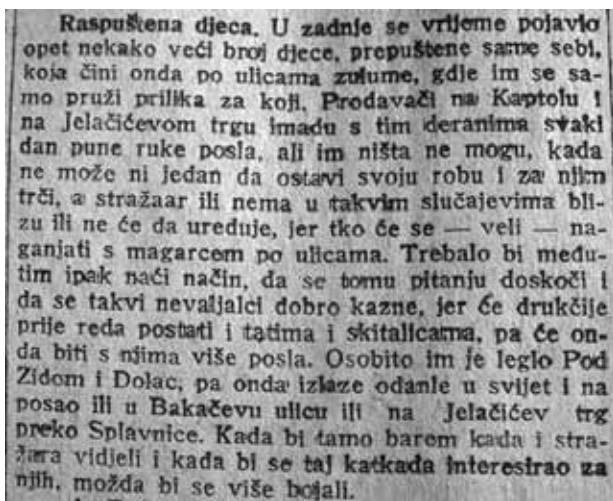 Raspuštena djeca. U zadnje se vrijeme pojavio
opet nekako veći broj djece, prepuštene same sebi,
koja čini onda po ulicama zulume, gdje im se sa-
mo pruži prilika za koji. Prodavači na Kaptolu i
na Jelačićevom trgu imadu s tim deranima svaki
dan pune ruke posla, ali im ništa ne mogu, kada
ne može ni jedan da ostavi svoju robu i za njim
trči, a stražaar ili nema u takvim slučajevima bli-
zu ili ne će da ureduje, jer tko će se — veli — na-
ganjati s magarcem po ulicama. Trebalo bi među-
tim ipak naći način, da se tomu pitanju doskoči i
da se takvi nevaljalci dobro kazne, jer će drukčije
prije reda postati i tatima i skitalicama, pa će on-
da biti s njima više posla. Osobito im je leglo Pod
Zidom i Dolac, pa onda izlaze odanle u svijet i na
posao ili u Bakačevu ulicu ili na Jelačićev trg
preko Splavnice. Kada bi tamo barem kada i stra-
žara vidjeli i kada bi se taj katkada interesirao za
njih, možda bi se više bojali.